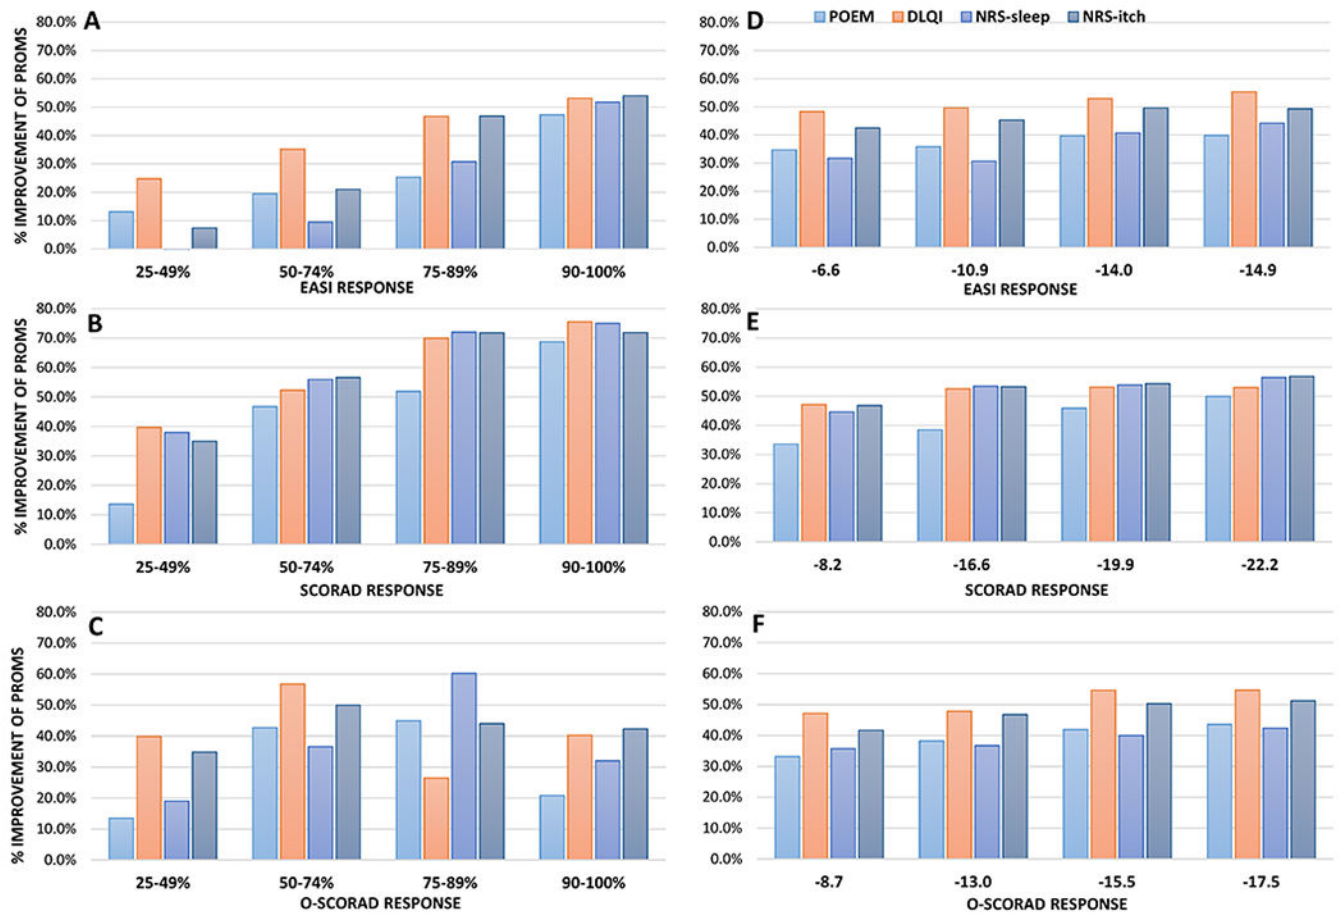 A
% IMPROVEMENT OF PROMS
80.0%
70.0%
60.0%
50.0%
40.0%
30.0%
20.0%
10.0%
0.0%
25-49% 50-74% 75-89% 90-100%
EASI RESPONSE
D
POEM DLQI NRS-sleep NRS-itch
80.0%
70.0%
60.0%
50.0%
40.0%
30.0%
20.0%
10.0%
0.0%
-6.6 -10.9 -14.0 -14.9
EASI RESPONSE
B
% IMPROVEMENT OF PROMS
80.0%
70.0%
60.0%
50.0%
40.0%
30.0%
20.0%
10.0%
0.0%
25-49% 50-74% 75-89% 90-100%
SCORAD RESPONSE
E
80.0%
70.0%
60.0%
50.0%
40.0%
30.0%
20.0%
10.0%
0.0%
-8.2 -16.6 -19.9 -22.2
SCORAD RESPONSE
C
% IMPROVEMENT OF PROMS
80.0%
70.0%
60.0%
50.0%
40.0%
30.0%
20.0%
10.0%
0.0%
25-49% 50-74% 75-89% 90-100%
O-SCORAD RESPONSE
F
80.0%
70.0%
60.0%
50.0%
40.0%
30.0%
20.0%
10.0%
0.0%
-8.7 -13.0 -15.5 -17.5
O-SCORAD RESPONSE